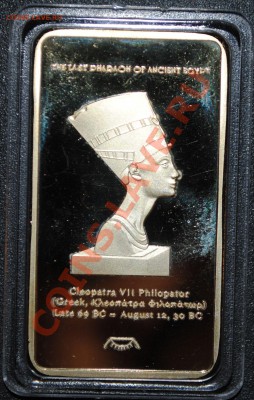 THE LAST PHARAOH OF ANCIENT EGYPT
COINS.LAVE.RU
Cleopatra VII Philopator
(Greek, Κλεοπάτρα Φιλοπάτωρ)
(Late 69 BC – August 12, 30 BC